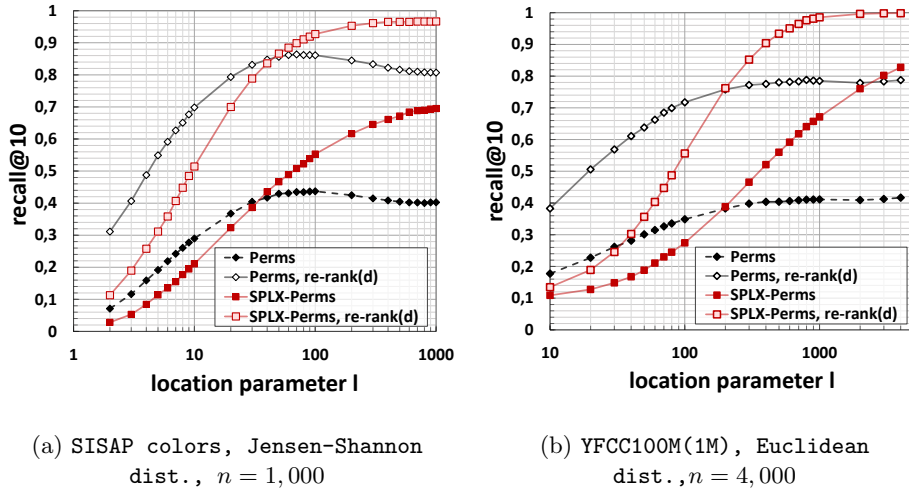 1
0,9
0,8
0,7
0,6
0,5
0,4
0,3
0,2
0,1
0
recall@10
Perms
Perms, re-rank(d)
SPLX-Perms
SPLX-Perms, re-rank(d)
1 10 100 1000
location parameter l
(a) SISAP colors, Jensen-Shannon
dist., n = 1, 000
1
0,9
0,8
0,7
0,6
0,5
0,4
0,3
0,2
0,1
0
recall@10
Perms
Perms, re-rank(d)
SPLX-Perms
SPLX-Perms, re-rank(d)
10 100 1000
location parameter l
(b) YFCC100M(1M), Euclidean
dist.,n = 4, 000